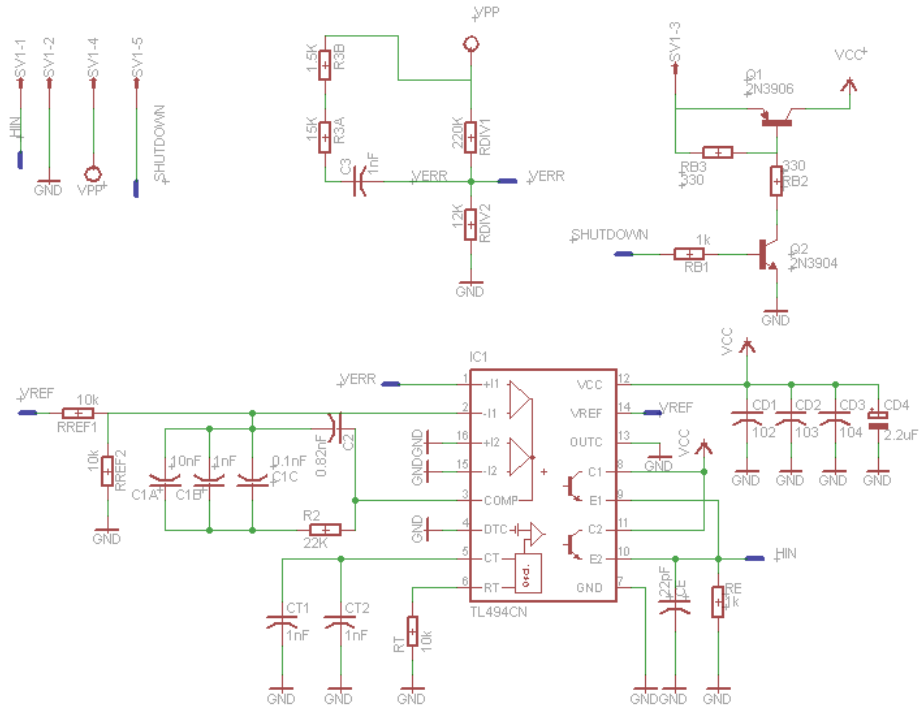 SV1-1
SV1-2
SV1-4
SV1-5
HIN
GND
VPP
SHUTDOWN
1.5K
R3B
15K
R3A
C3
1nF
VERR
VPP
220K
RDIV1
VERR
12K
RDIV2
GND
SV1-3
Q1
2N3906
VCC
RB3
330
330
RB2
SHUTDOWN
1k
RB1
Q2
2N3904
GND
VREF
10k
RREF1
10k
RREF2
GND
10nF
C1A
1nF
C1B
0.1nF
C1C
0.82nF
C2
R2
22K
VERR
GND
GND
GND
IC1
1 +I1
2 -I1
16 +I2
15 -I2
3 COMP
4 DTC
5 CT
6 RT
Osd.
VCC 12
VREF 14
OUTC 13
C1 8
E1 9
C2 11
E2 10
GND 7
TL494CN
CT1
1nF
GND
CT2
1nF
GND
RT
10k
GND
VREF
GND
VCC
VCC
CD1
102
GND
CD2
103
GND
CD3
104
GND
CD4
2.2uF
GND
HIN
22pF
CE
RE
1k
GND
GND
GND